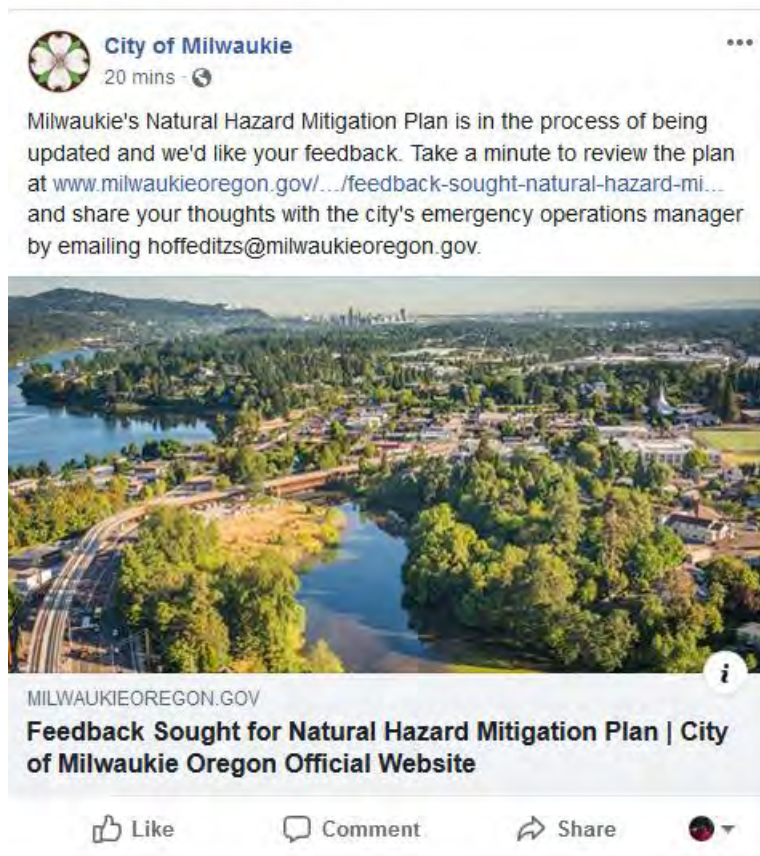 City of Milwaukie
20 mins ·
Milwaukie's Natural Hazard Mitigation Plan is in the process of being
updated and we'd like your feedback. Take a minute to review the plan
at www.milwaukieoregon.gov/.../feedback-sought-natural-hazard-mi...
and share your thoughts with the city's emergency operations manager
by emailing hoffeditzs@milwaukieoregon.gov.
i
MILWAUKIEOREGON.GOV
Feedback Sought for Natural Hazard Mitigation Plan | City
of Milwaukie Oregon Official Website
Like Comment Share